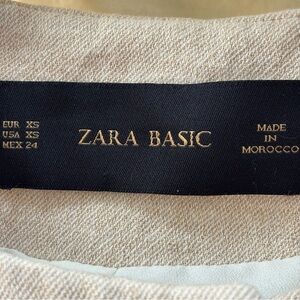 EUR XS
USA XS
MEX 24
ZARA BASIC
MADE
IN
MOROCCO